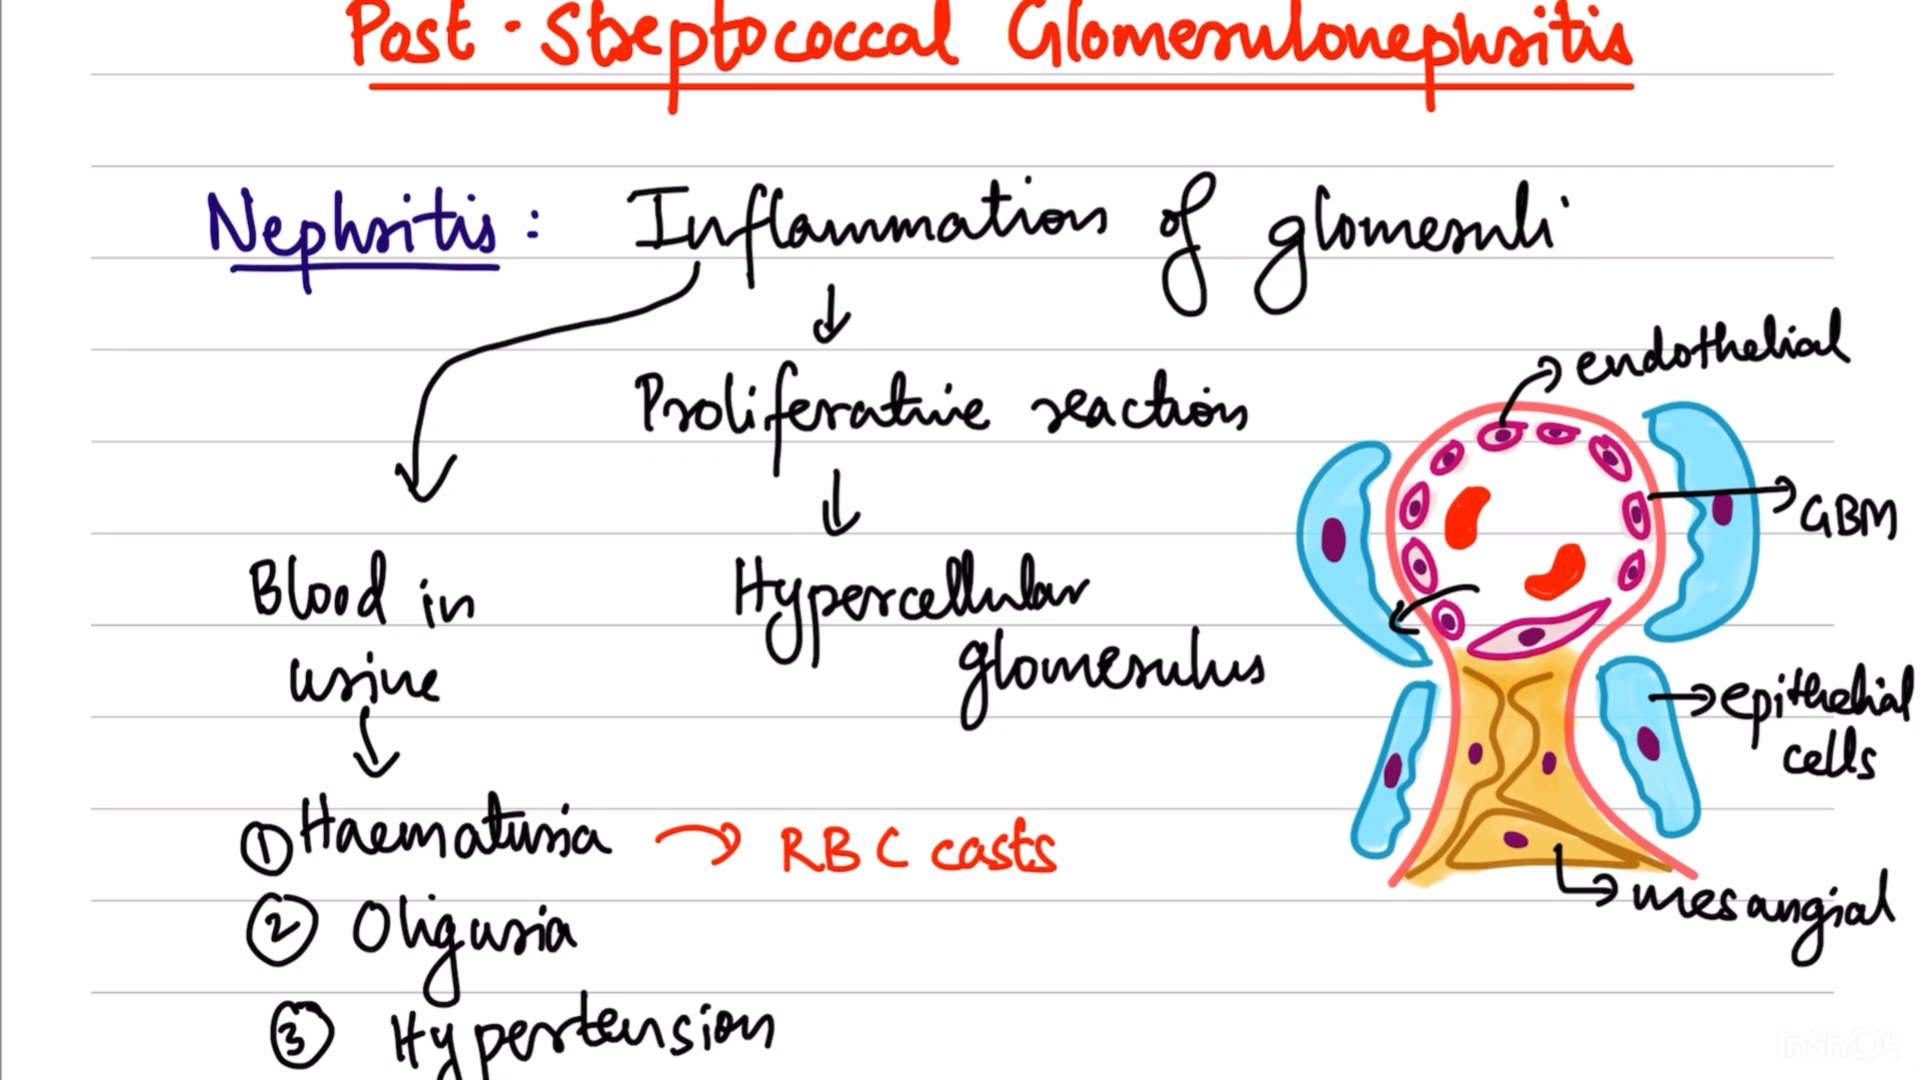 Post-Streptococcal Glomerulonephritis
Nephritis: Inflammation of glomeruli
Proliferative reaction
Hypercellular
glomerulus
Blood in
urine
① Haematuria → RBC casts
② Oliguria
③ Hypertension
endothelial
GBM
epithelial
cells
mesangial
InShOt